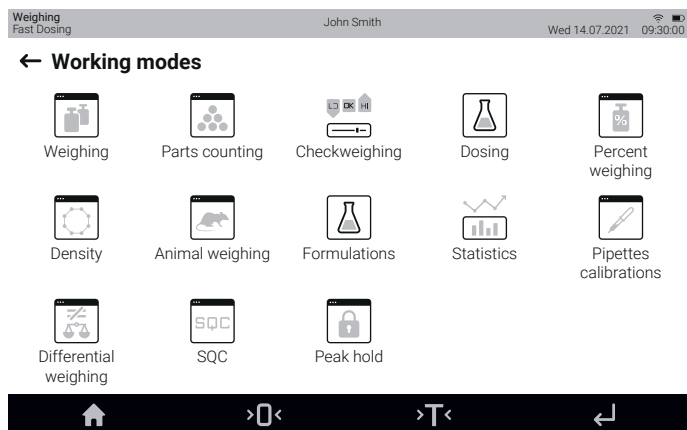 Weighing
Fast Dosing
John Smith
Wed 14.07.2021 09:30:00
← Working modes
LO OK HI
%
Weighing
Parts counting
Checkweighing
Dosing
Percent
weighing
Density
Animal weighing
Formulations
Statistics
Pipettes
calibrations
SQC
Differential
weighing
SQC
Peak hold
>0<
>T<